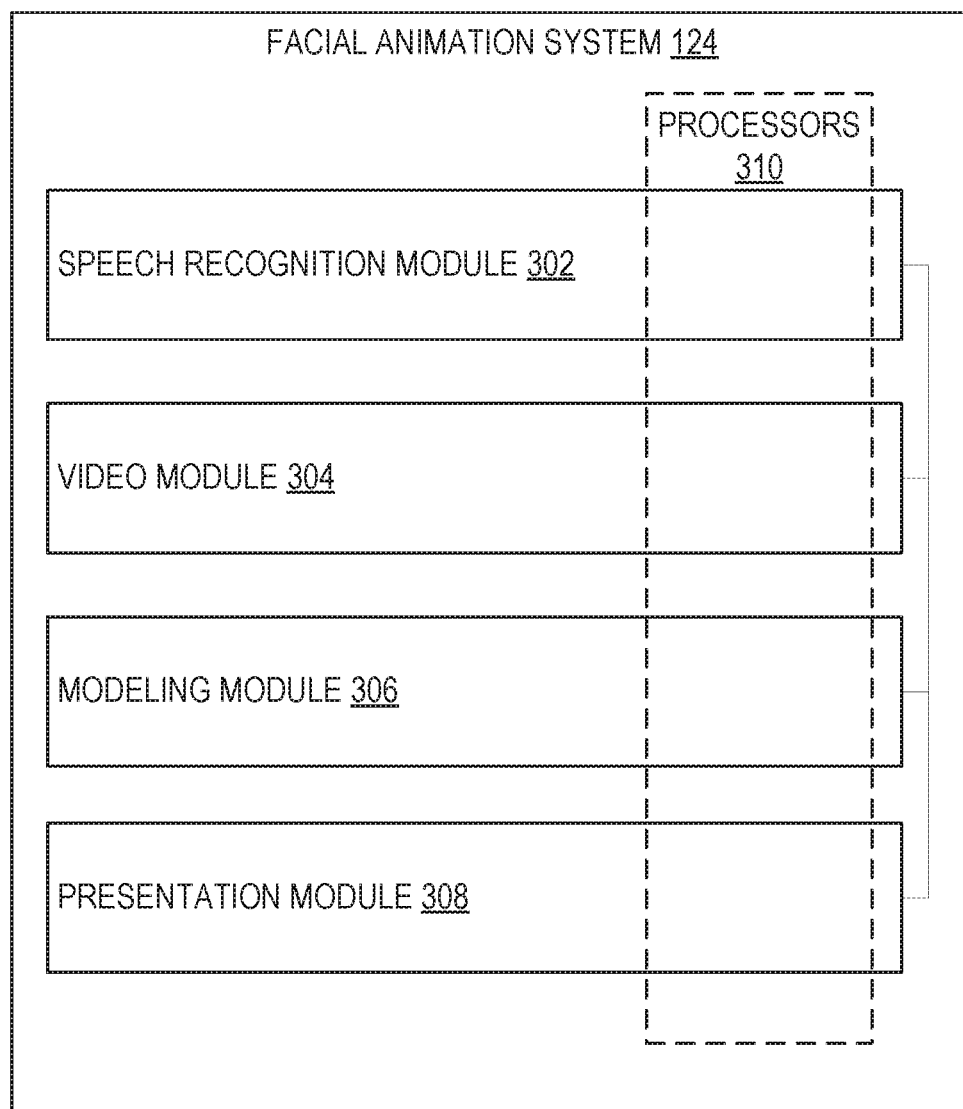 FACIAL ANIMATION SYSTEM 124
PROCESSORS
310
SPEECH RECOGNITION MODULE 302
VIDEO MODULE 304
MODELING MODULE 306
PRESENTATION MODULE 308